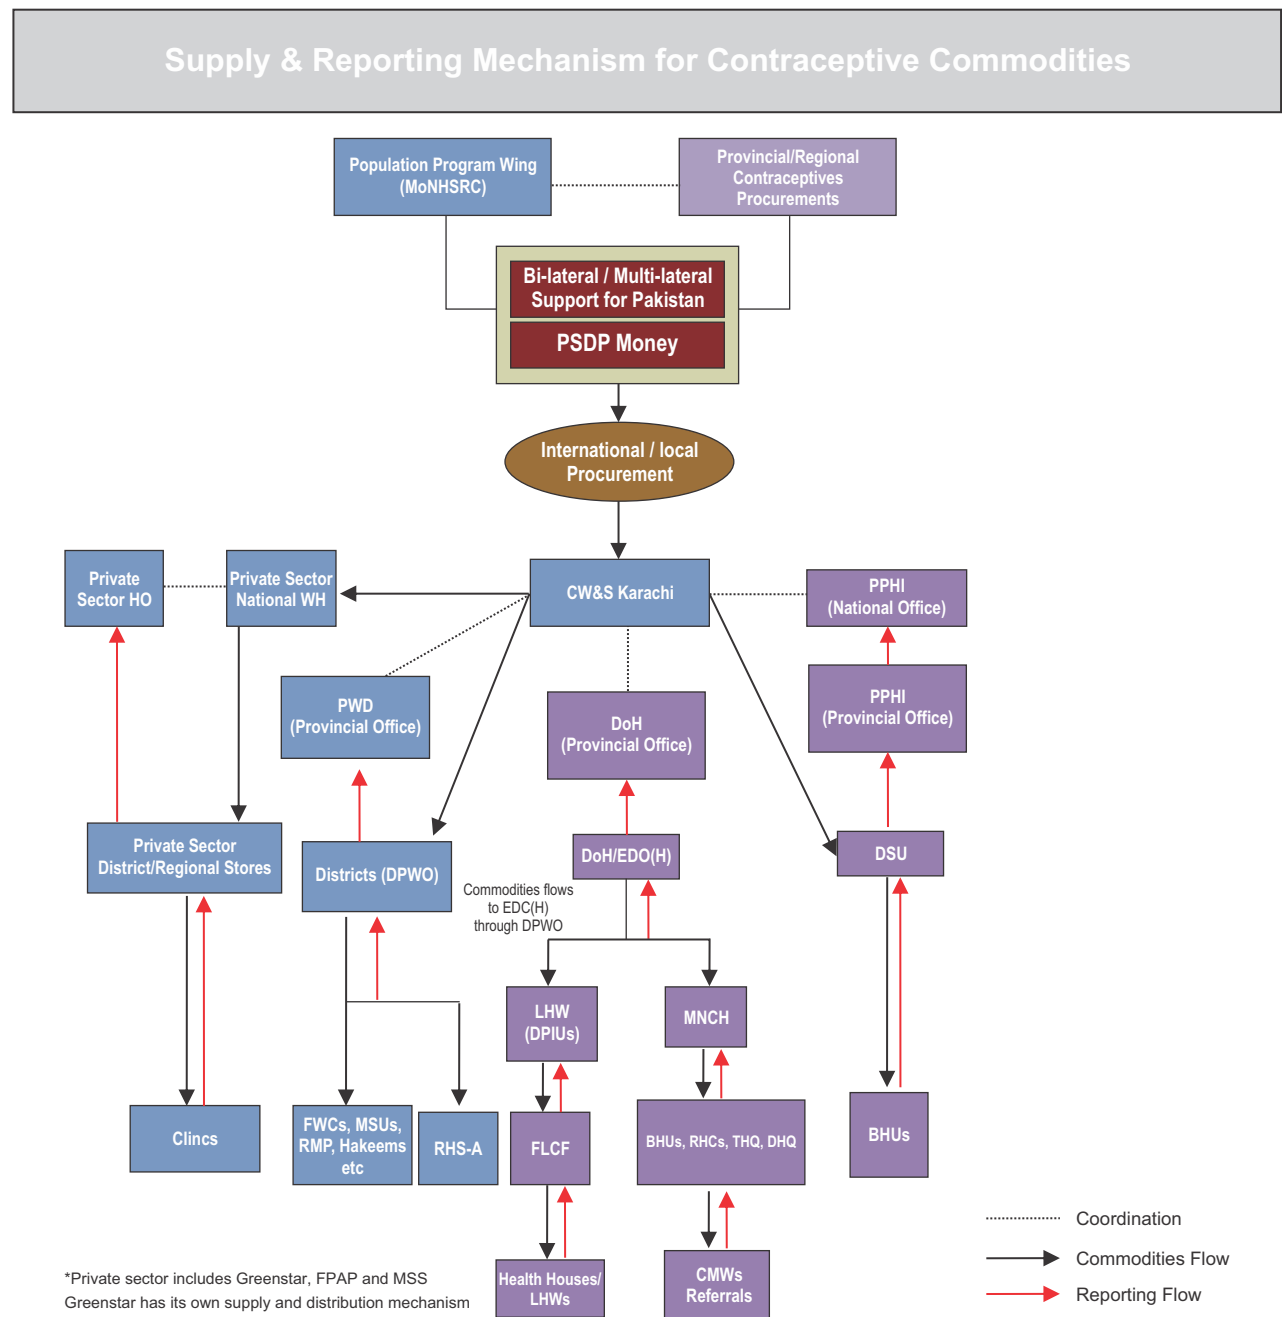 Supply & Reporting Mechanism for Contraceptive Commodities
Population Program Wing
(MoNHSRC)
Provincial/Regional
Contraceptives
Procurements
Bi-lateral / Multi-lateral
Support for Pakistan
PSDP Money
International / local
Procurement
Private
Sector HO
Private Sector
National WH
CW&S Karachi
PPHI
(National Office)
PWD
(Provincial Office)
DoH
(Provincial Office)
PPHI
(Provincial Office)
Private Sector
District/Regional Stores
Districts (DPWO)
DoH/EDO(H)
DSU
Commodities flows
to EDC(H)
through DPWO
LHW
(DPIUs)
MNCH
Clincs
FWCs, MSUs,
RMP, Hakeems
etc
RHS-A
FLCF
BHUs, RHCs, THQ, DHQ
BHUs
Health Houses/
LHWs
CMWs
Referrals
Coordination
Commodities Flow
Reporting Flow
*Private sector includes Greenstar, FPAP and MSS
Greenstar has its own supply and distribution mechanism